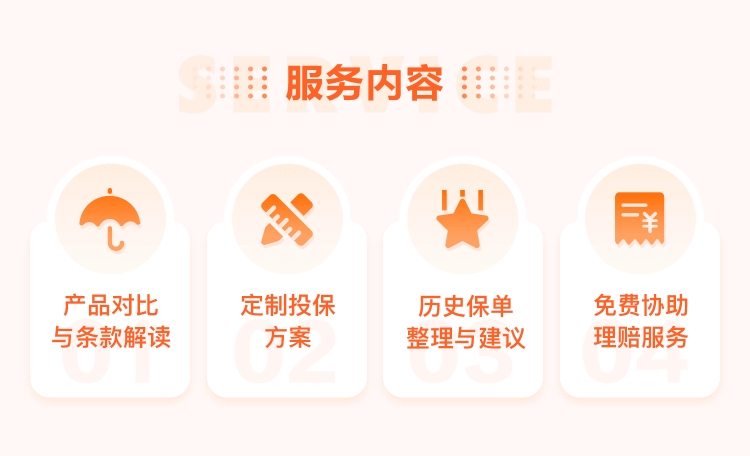 SERVICE
服务内容
产品对比
与条款解读
01
定制投保
方案
02
历史保单
整理与建议
03
¥
免费协助
理赔服务
04